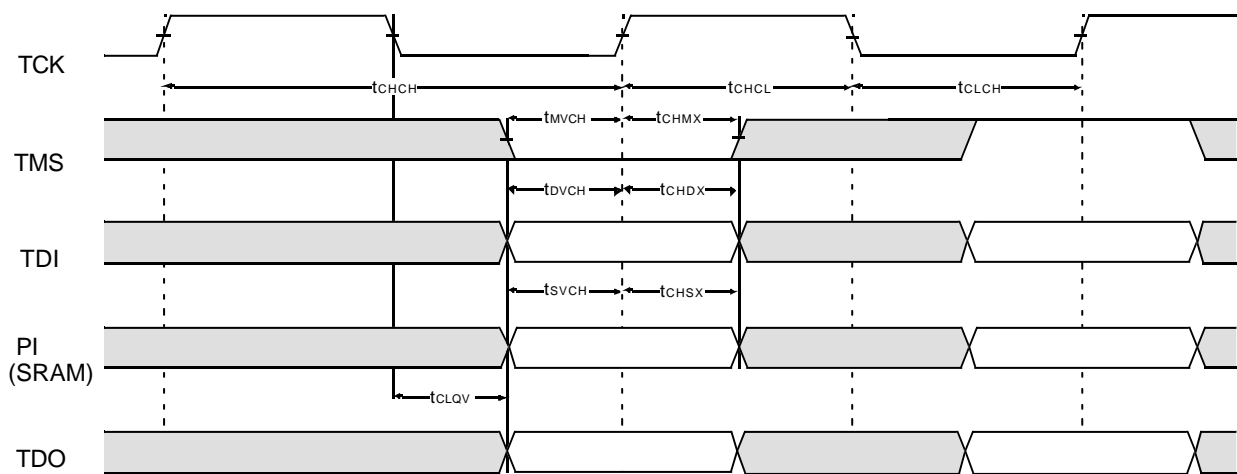 TCK
tCHCH
tCHCL
tCLCH
tMVCH
tCHMX
TMS
tDVCH
tCHDX
TDI
tSVCH
tCHSX
PI
(SRAM)
tCLQV
TDO